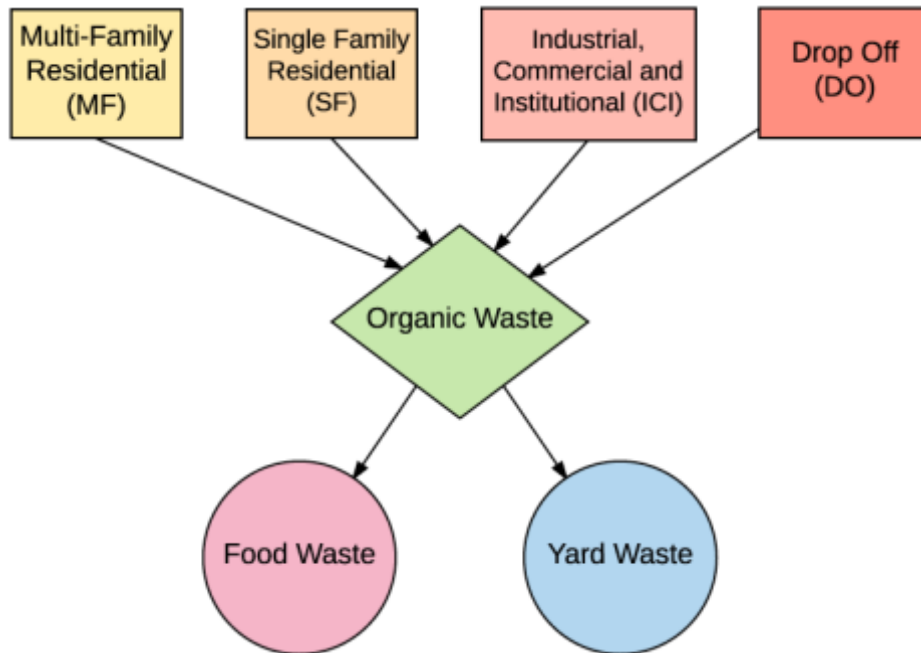 Multi-Family
Residential
(MF)
Single Family
Residential
(SF)
Industrial,
Commercial and
Institutional (ICI)
Drop Off
(DO)
Organic Waste
Food Waste
Yard Waste